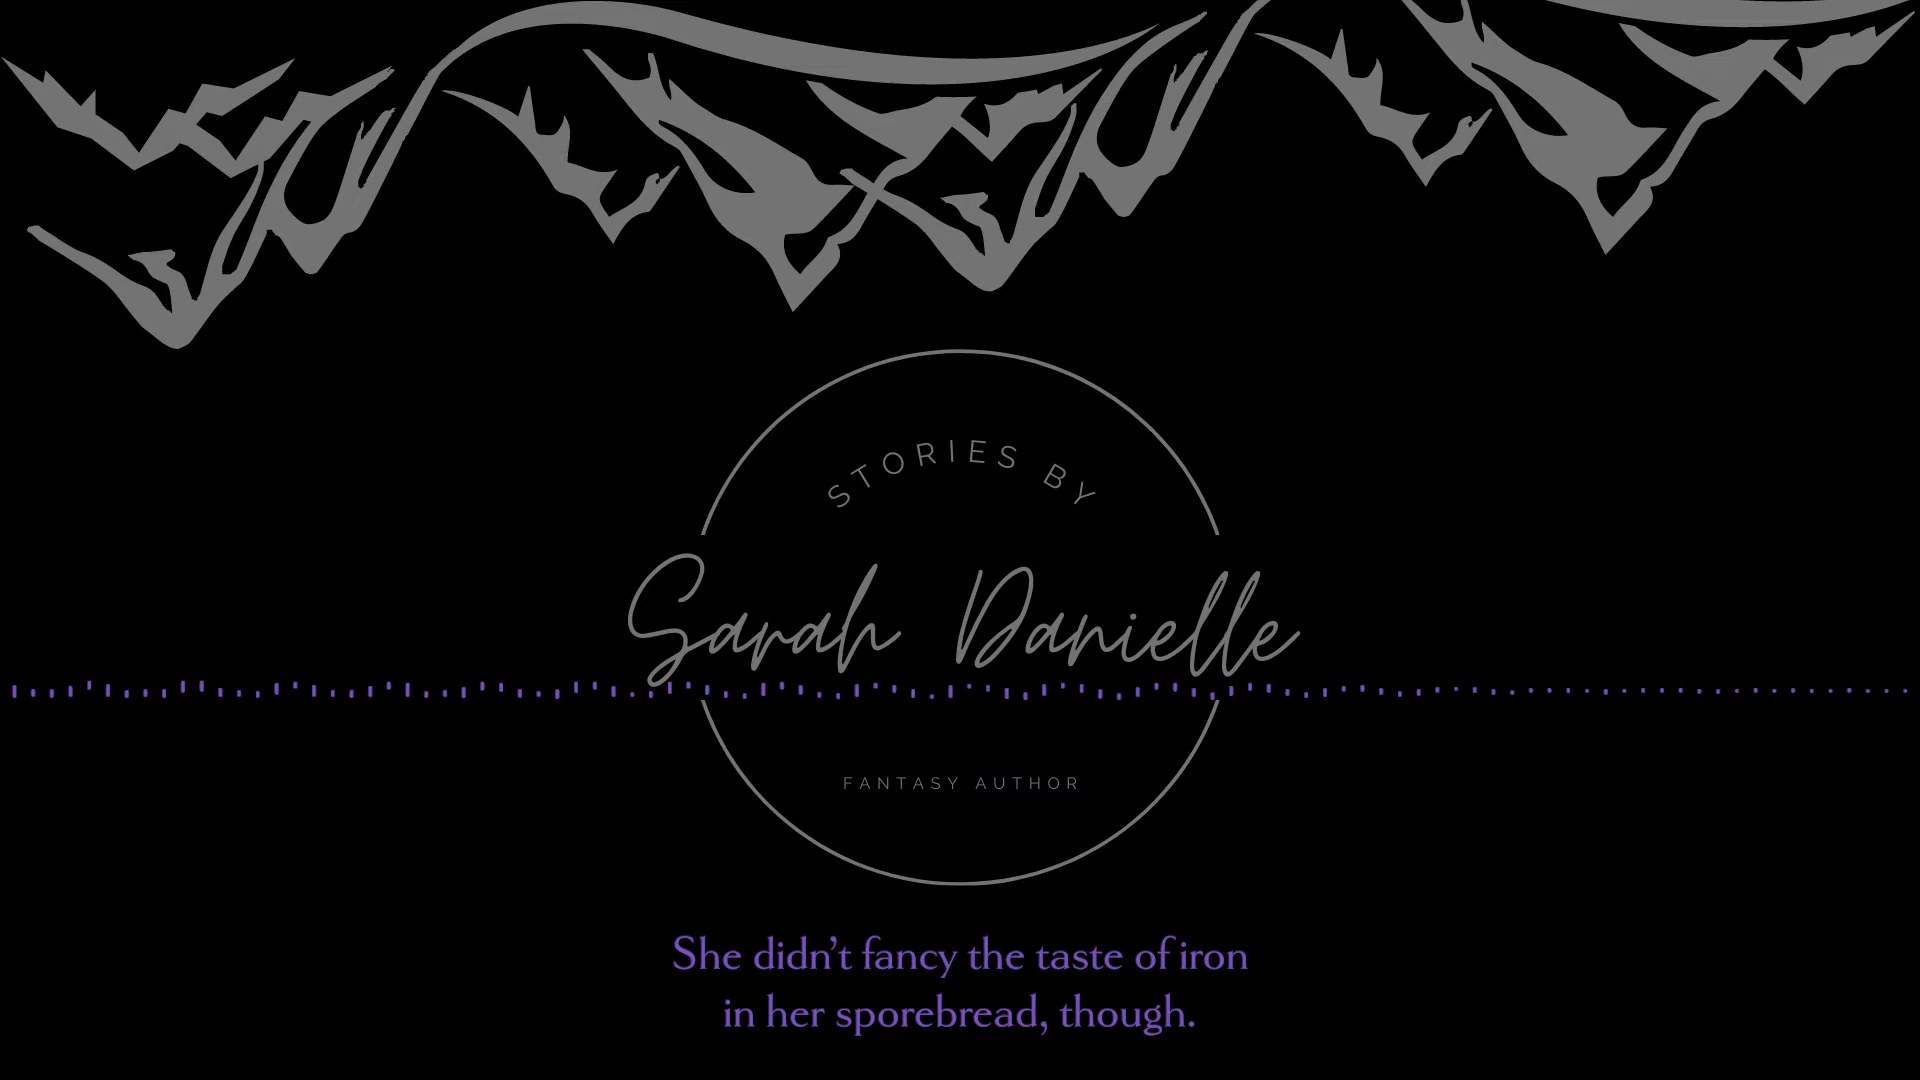 STORIES BY
Sarah Danielle
FANTASY AUTHOR
She didn’t fancy the taste of iron
in her sporebread, though.